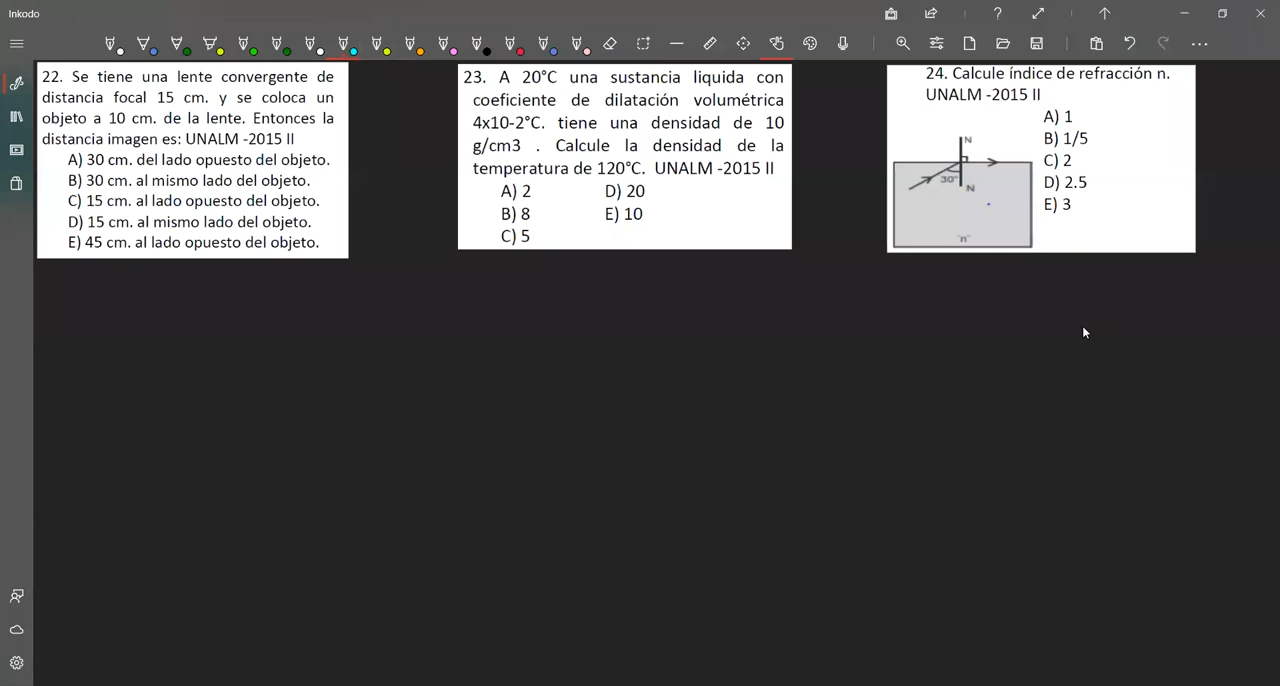 Inkodo
22. Se tiene una lente convergente de
distancia focal 15 cm. y se coloca un
objeto a 10 cm. de la lente. Entonces la
distancia imagen es: UNALM -2015 II
A) 30 cm. del lado opuesto del objeto.
B) 30 cm. al mismo lado del objeto.
C) 15 cm. al lado opuesto del objeto.
D) 15 cm. al mismo lado del objeto.
E) 45 cm. al lado opuesto del objeto.
23. A 20°C una sustancia liquida con
coeficiente de dilatación volumétrica
4x10-2°C. tiene una densidad de 10
g/cm3 . Calcule la densidad de la
temperatura de 120°C. UNALM -2015 II
A) 2 D) 20
B) 8 E) 10
C) 5
24. Calcule índice de refracción n.
UNALM -2015 II
A) 1
B) 1/5
C) 2
D) 2.5
E) 3
N
30°
N
"n"